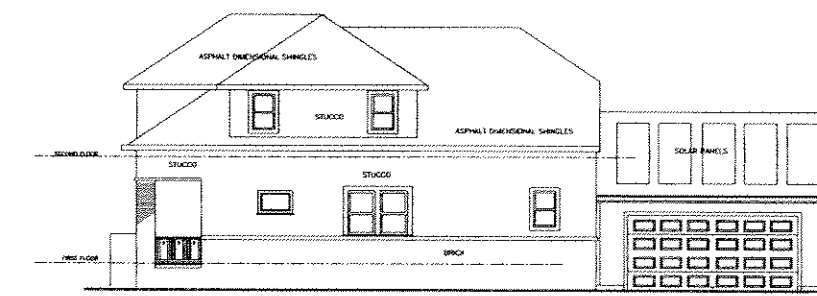 ASPHALT DIMENSIONAL SHINGLES
STUCCO
ASPHALT DIMENSIONAL SHINGLES
SECOND FLOOR
SOLAR PANELS
STUCCO
STUCCO
FIRST FLOOR
BRICK